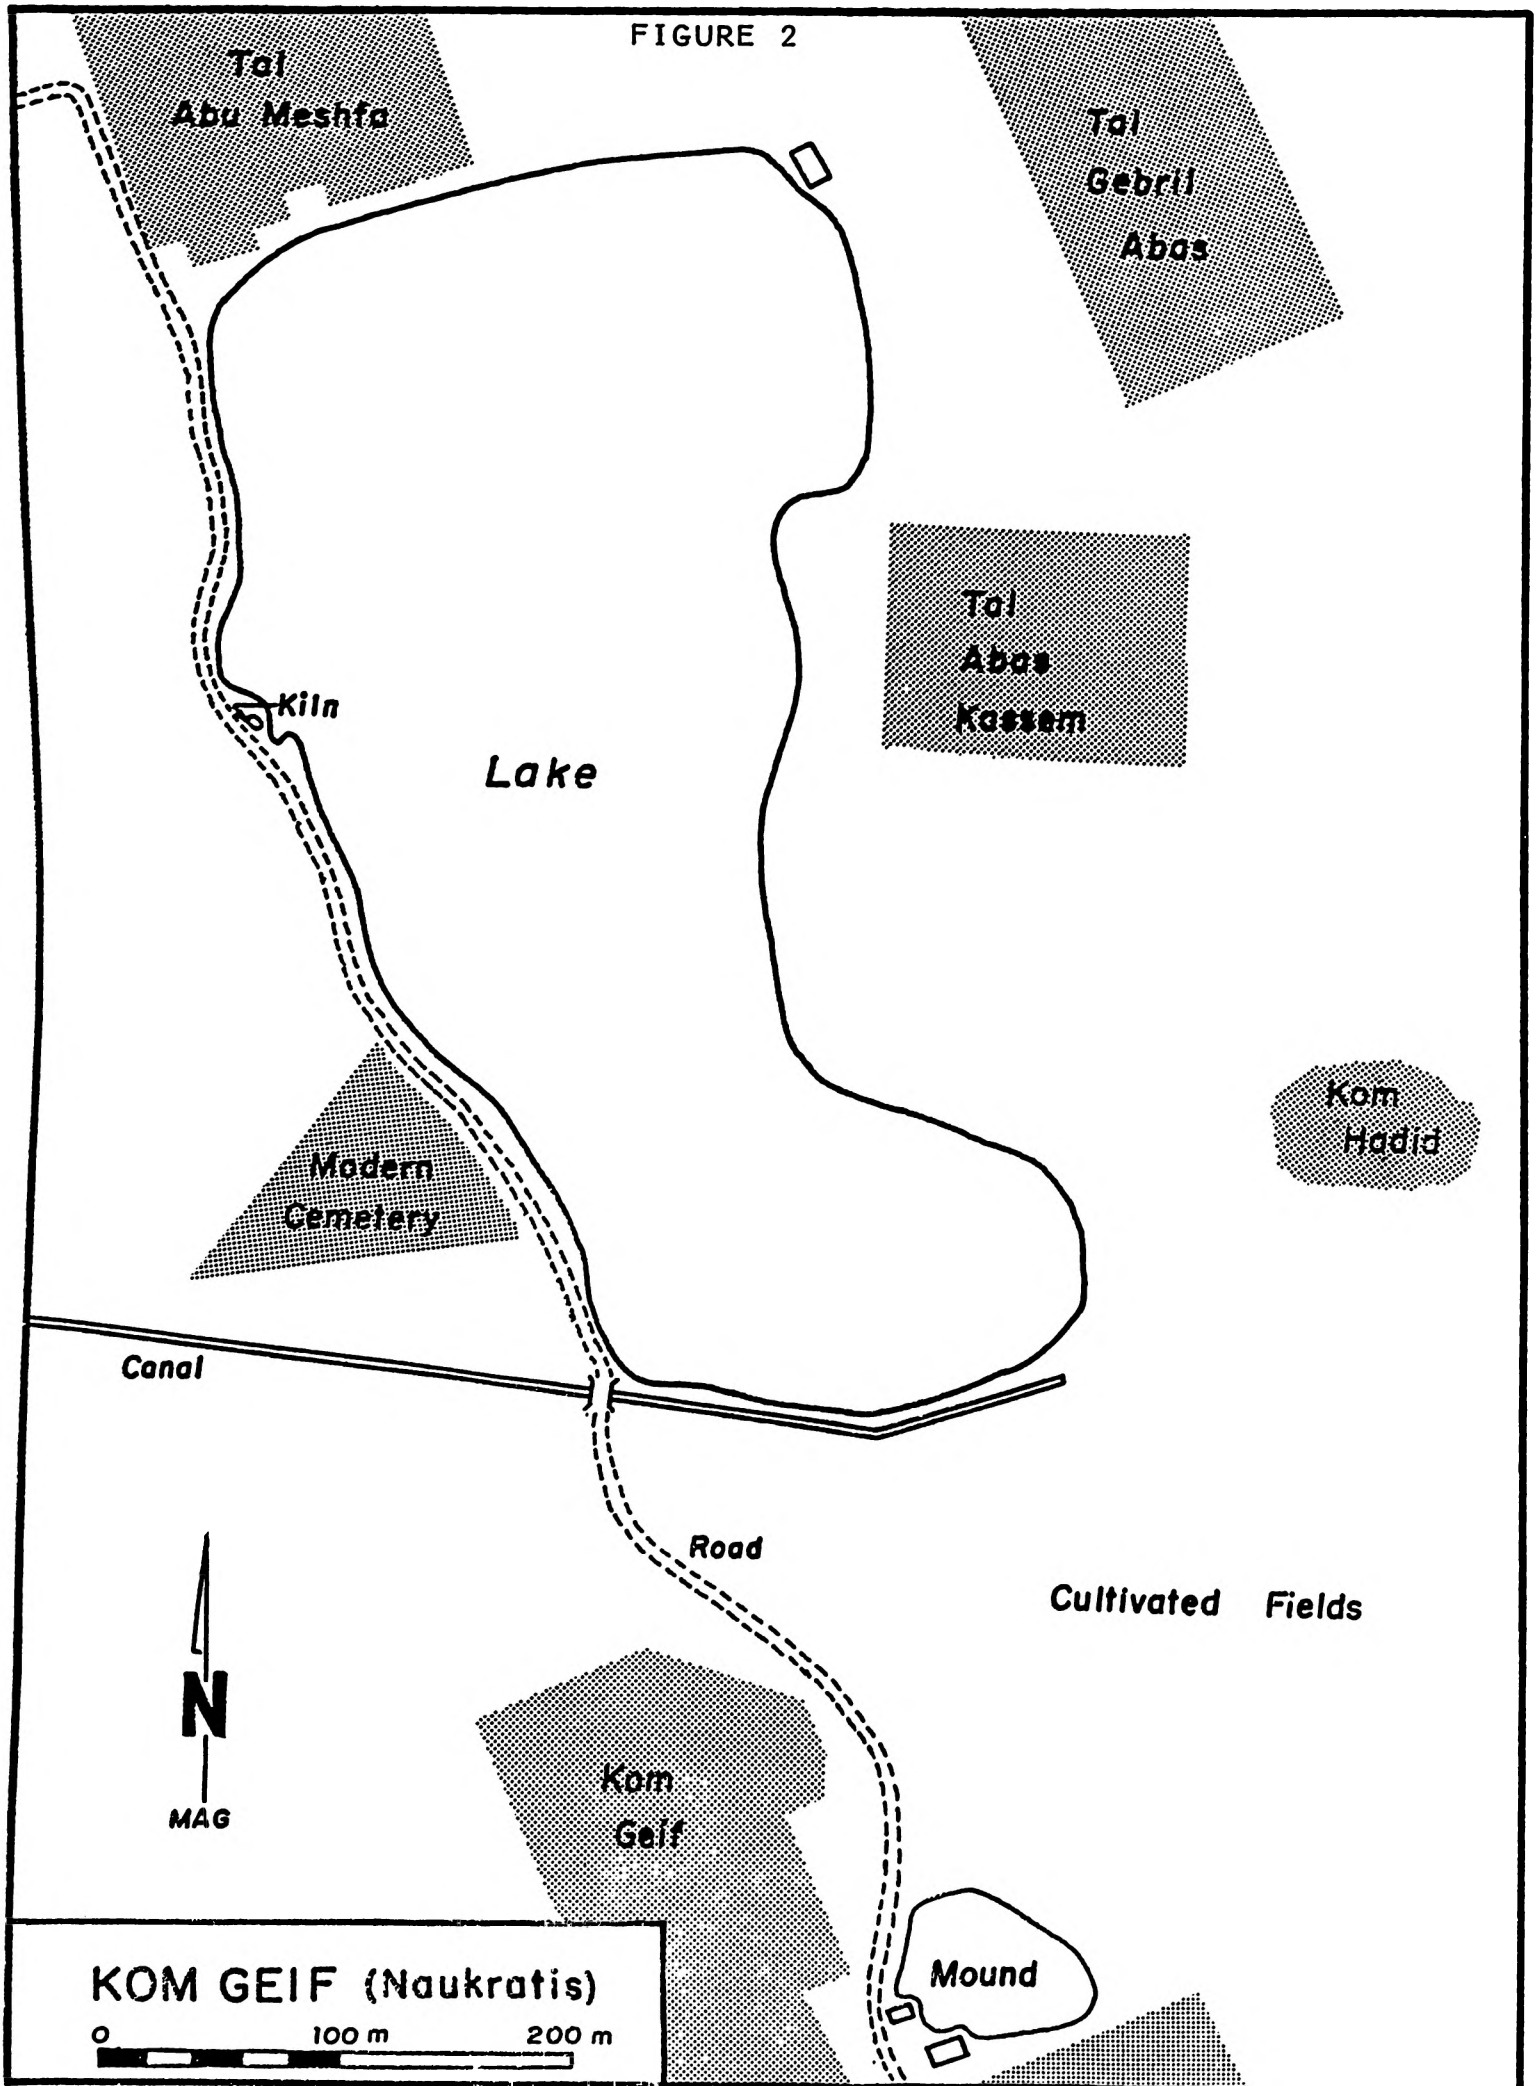 FIGURE 2
Tal
Abu Meshfa
Tal
Gebril
Abas
Tal
Abas
Kassem
Kiln
Lake
Kom
Hadid
Modern
Cemetery
Canal
Road
Cultivated Fields
N
MAG
Kom
Geif
Mound
KOM GEIF (Naukratis)
0 100 m 200 m